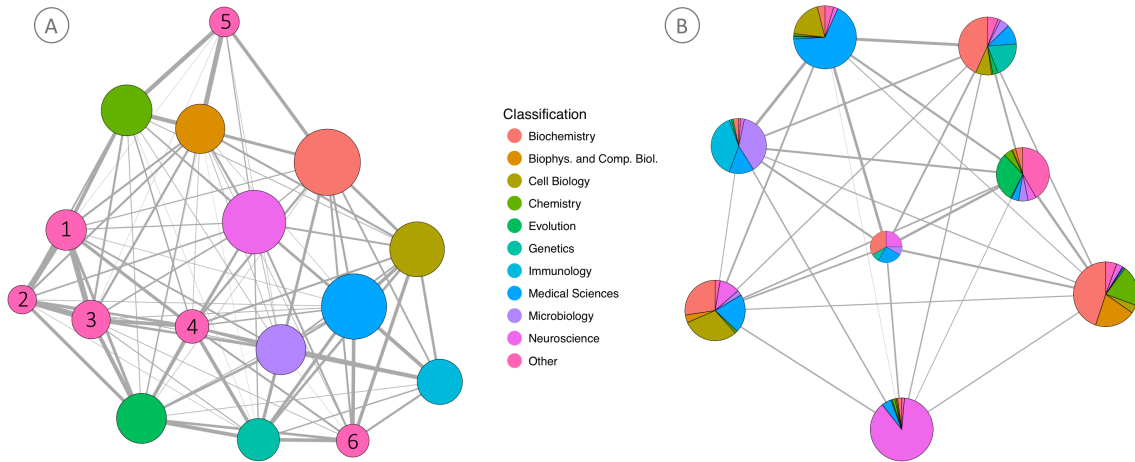 A
B
5
1
2
3
4
6
Classification
Biochemistry
Biophys. and Comp. Biol.
Cell Biology
Chemistry
Evolution
Genetics
Immunology
Medical Sciences
Microbiology
Neuroscience
Other